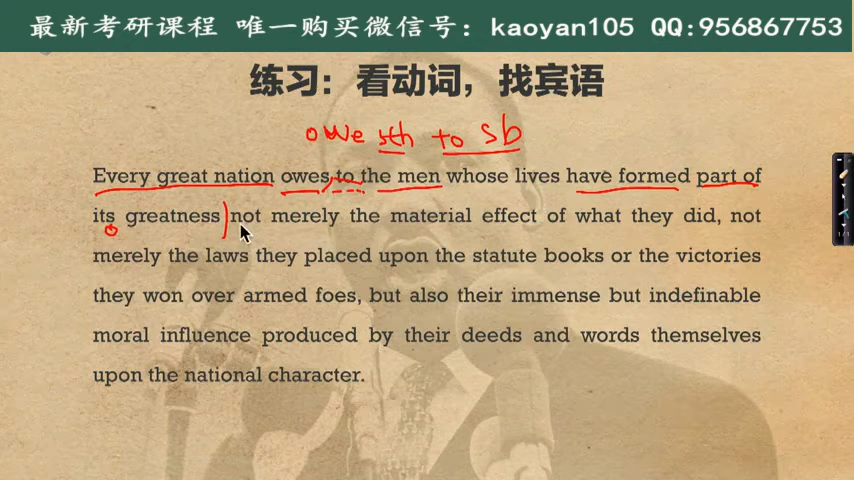 最新考研课程 唯一购买微信号：kaoyan105 QQ:956867753
练习：看动词，找宾语
owe sth to sb
Every great nation owes to the men whose lives have formed part of
its greatness not merely the material effect of what they did, not
merely the laws they placed upon the statute books or the victories
they won over armed foes, but also their immense but indefinable
moral influence produced by their deeds and words themselves
upon the national character.